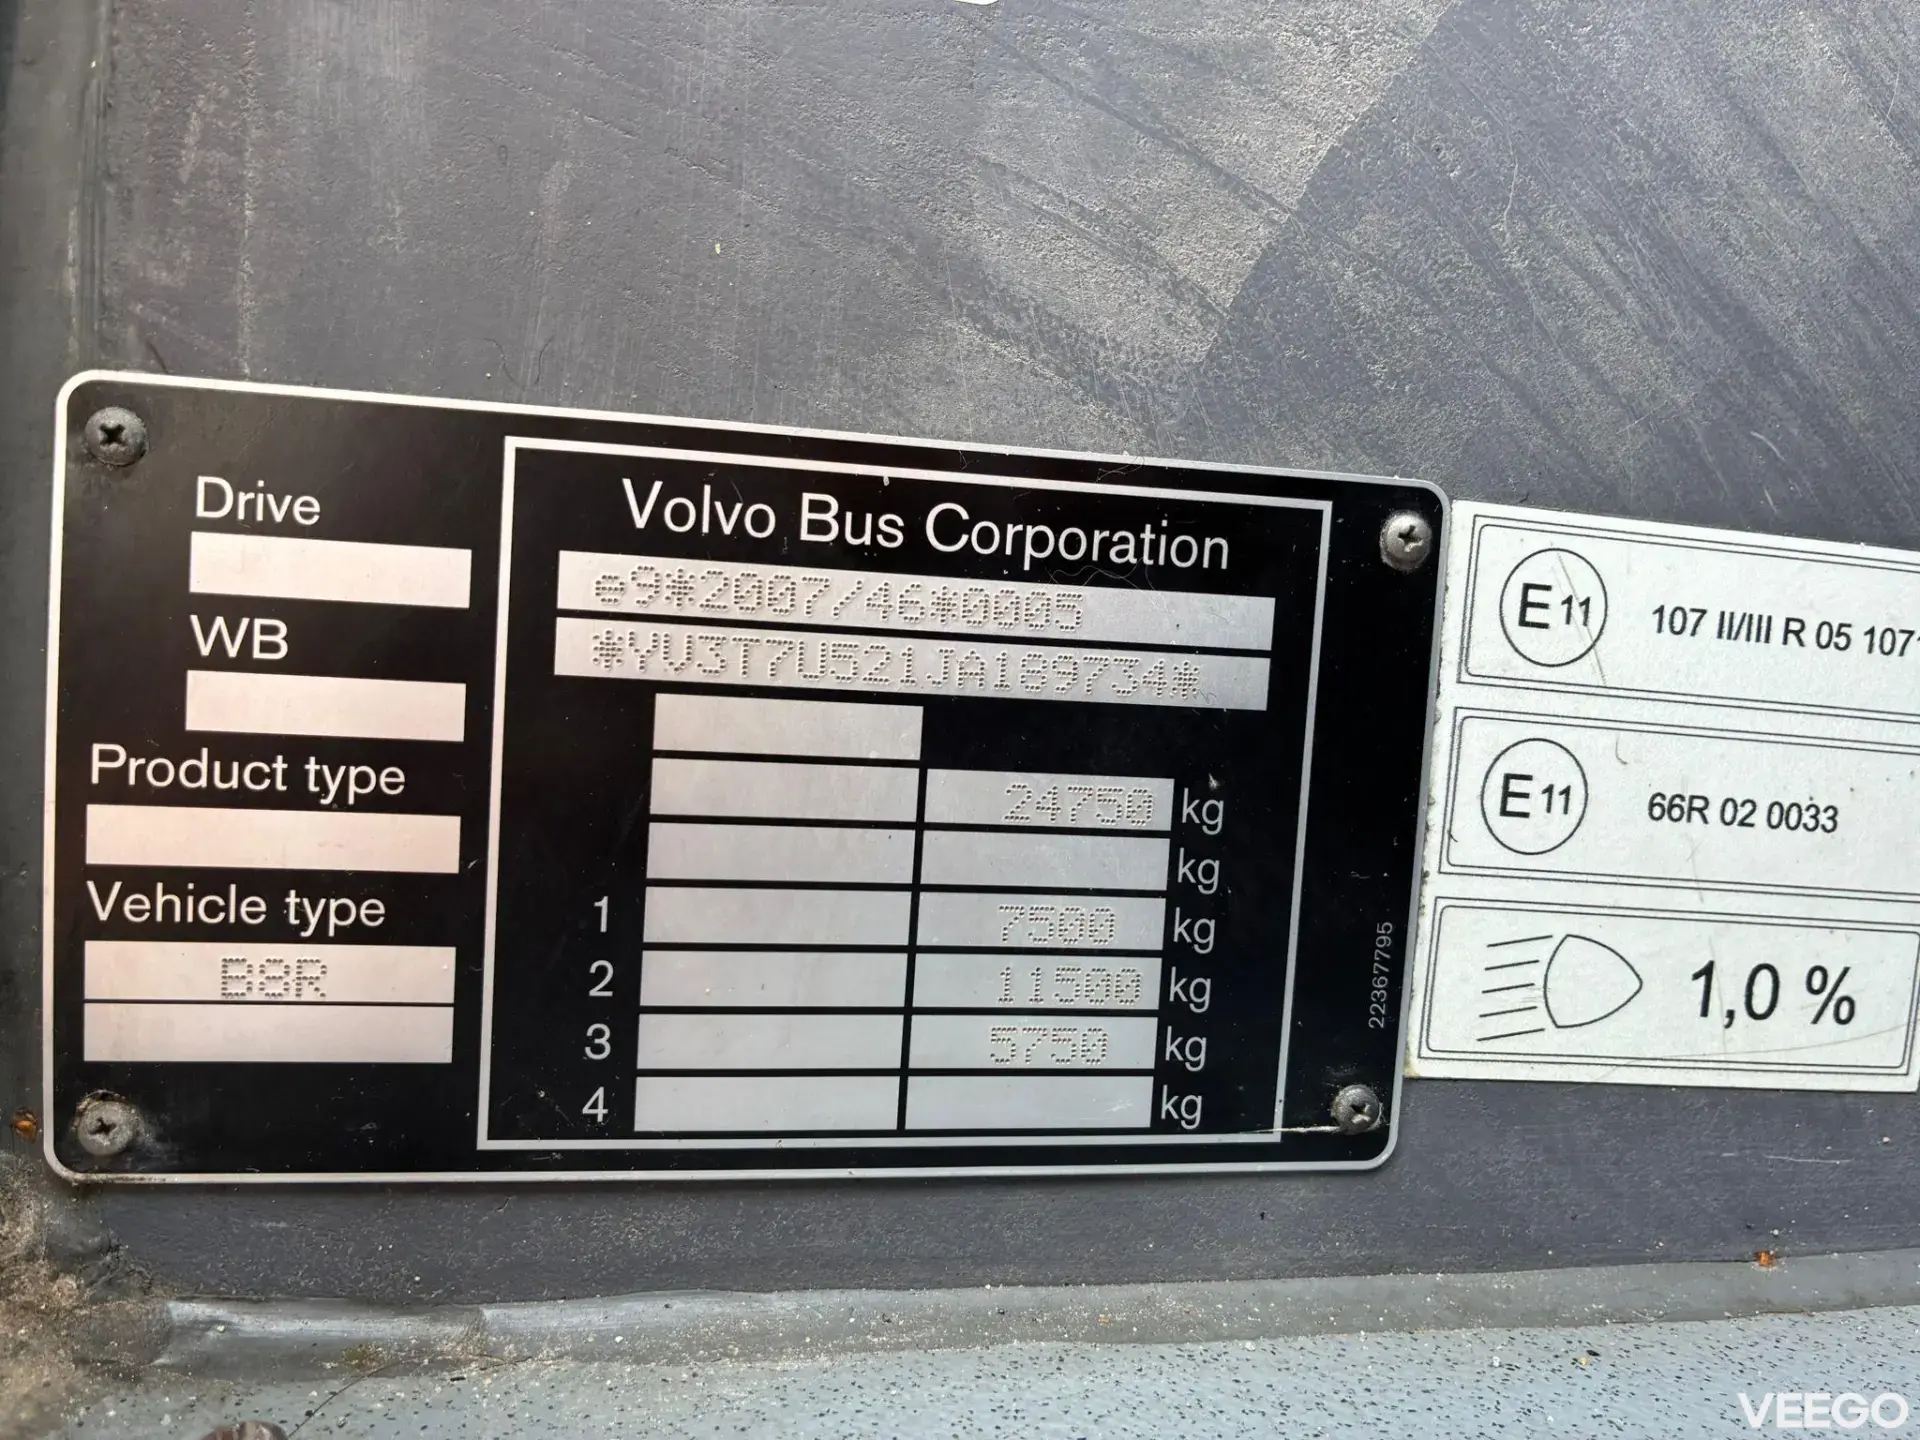 Drive
WB
Product type
Vehicle type
B8R
Volvo Bus Corporation
e9*2007/46*0005
*YV3T7U521JA189734*
24750 kg
kg
1 7500 kg
2 11500 kg
3 5750 kg
4 kg
22367795
E11 107 II/III R 05 107
E11 66R 02 0033
1,0 %
VEEGO